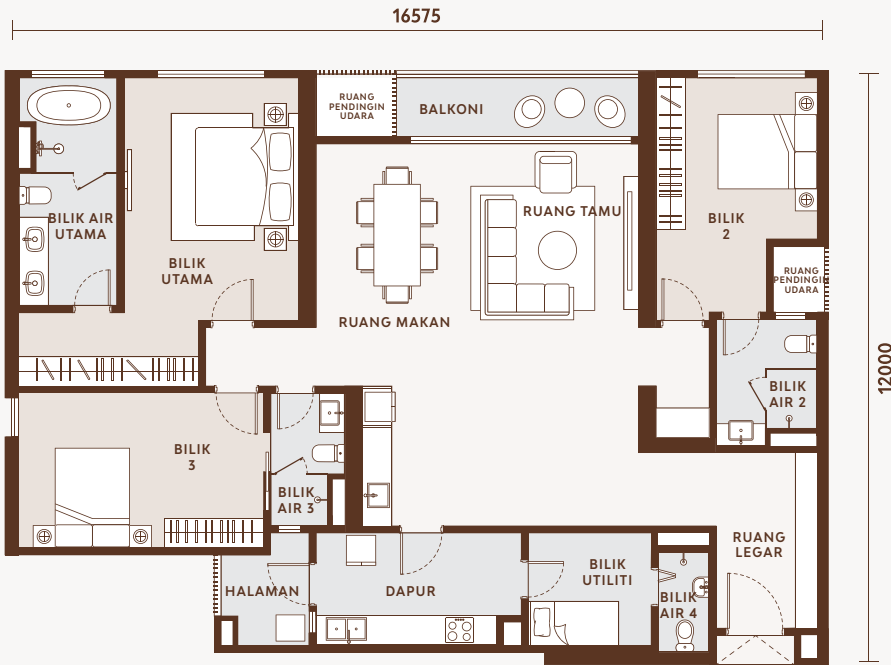 16575
RUANG
PENDINGIN
UDARA
BALKONI
BILIK AIR
UTAMA
BILIK
UTAMA
RUANG TAMU
BILIK
2
RUANG
PENDINGIN
UDARA
RUANG MAKAN
12000
BILIK
AIR 2
BILIK
3
BILIK
AIR 3
RUANG
LEGAR
HALAMAN
DAPUR
BILIK
UTILITI
BILIK
AIR 4